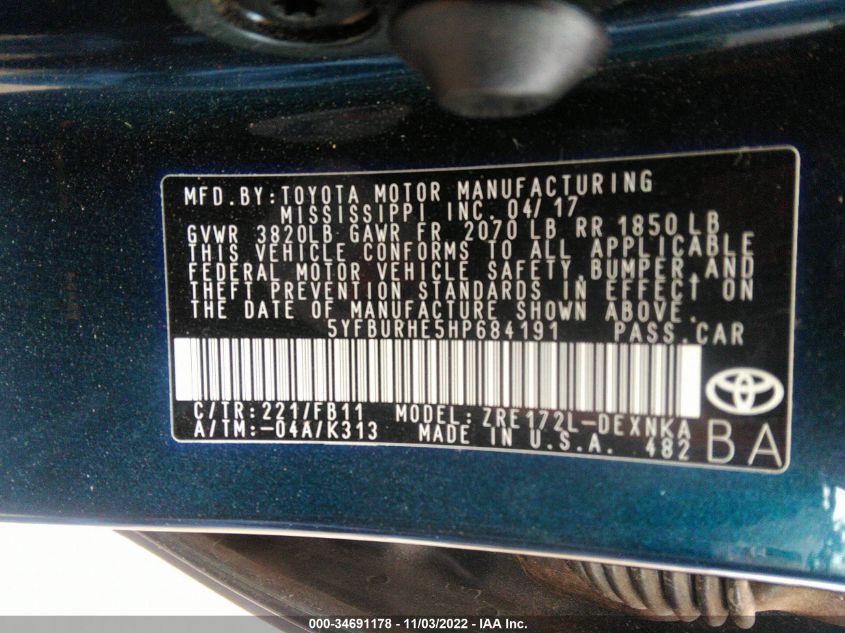 MFD.BY:TOYOTA MOTOR MANUFACTURING
MISSISSIPPI INC. 04/17
GVWR 3820LB GAWR FR 2070 LB RR 1850 LB
THIS VEHICLE CONFORMS TO ALL APPLICABLE
FEDERAL MOTOR VEHICLE SAFETY,BUMPER,AND
THEFT PREVENTION STANDARDS IN EFFECT ON
THE DATE OF MANUFACTURE SHOWN ABOVE.
5YFBURHE5HP684191 PASS.CAR
C/TR:221/FB11 MODEL:ZRE172L-DEXNKA
A/TM:-04A/K313 MADE IN U.S.A. 482
BA
000-34691178 - 11/03/2022 - IAA Inc.